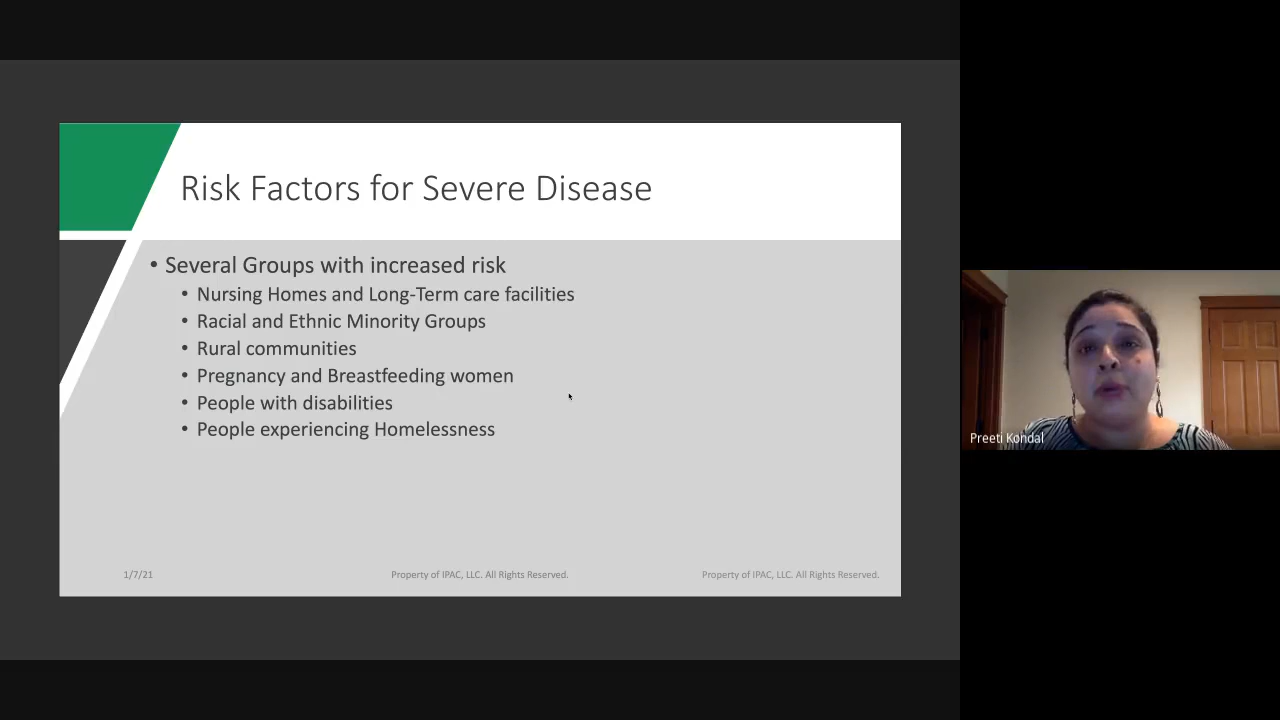 Risk Factors for Severe Disease
• Several Groups with increased risk
• Nursing Homes and Long-Term care facilities
• Racial and Ethnic Minority Groups
• Rural communities
• Pregnancy and Breastfeeding women
• People with disabilities
• People experiencing Homelessness
1/7/21
Property of IPAC, LLC. All Rights Reserved.
Property of IPAC, LLC. All Rights Reserved.
Preeti Kondal